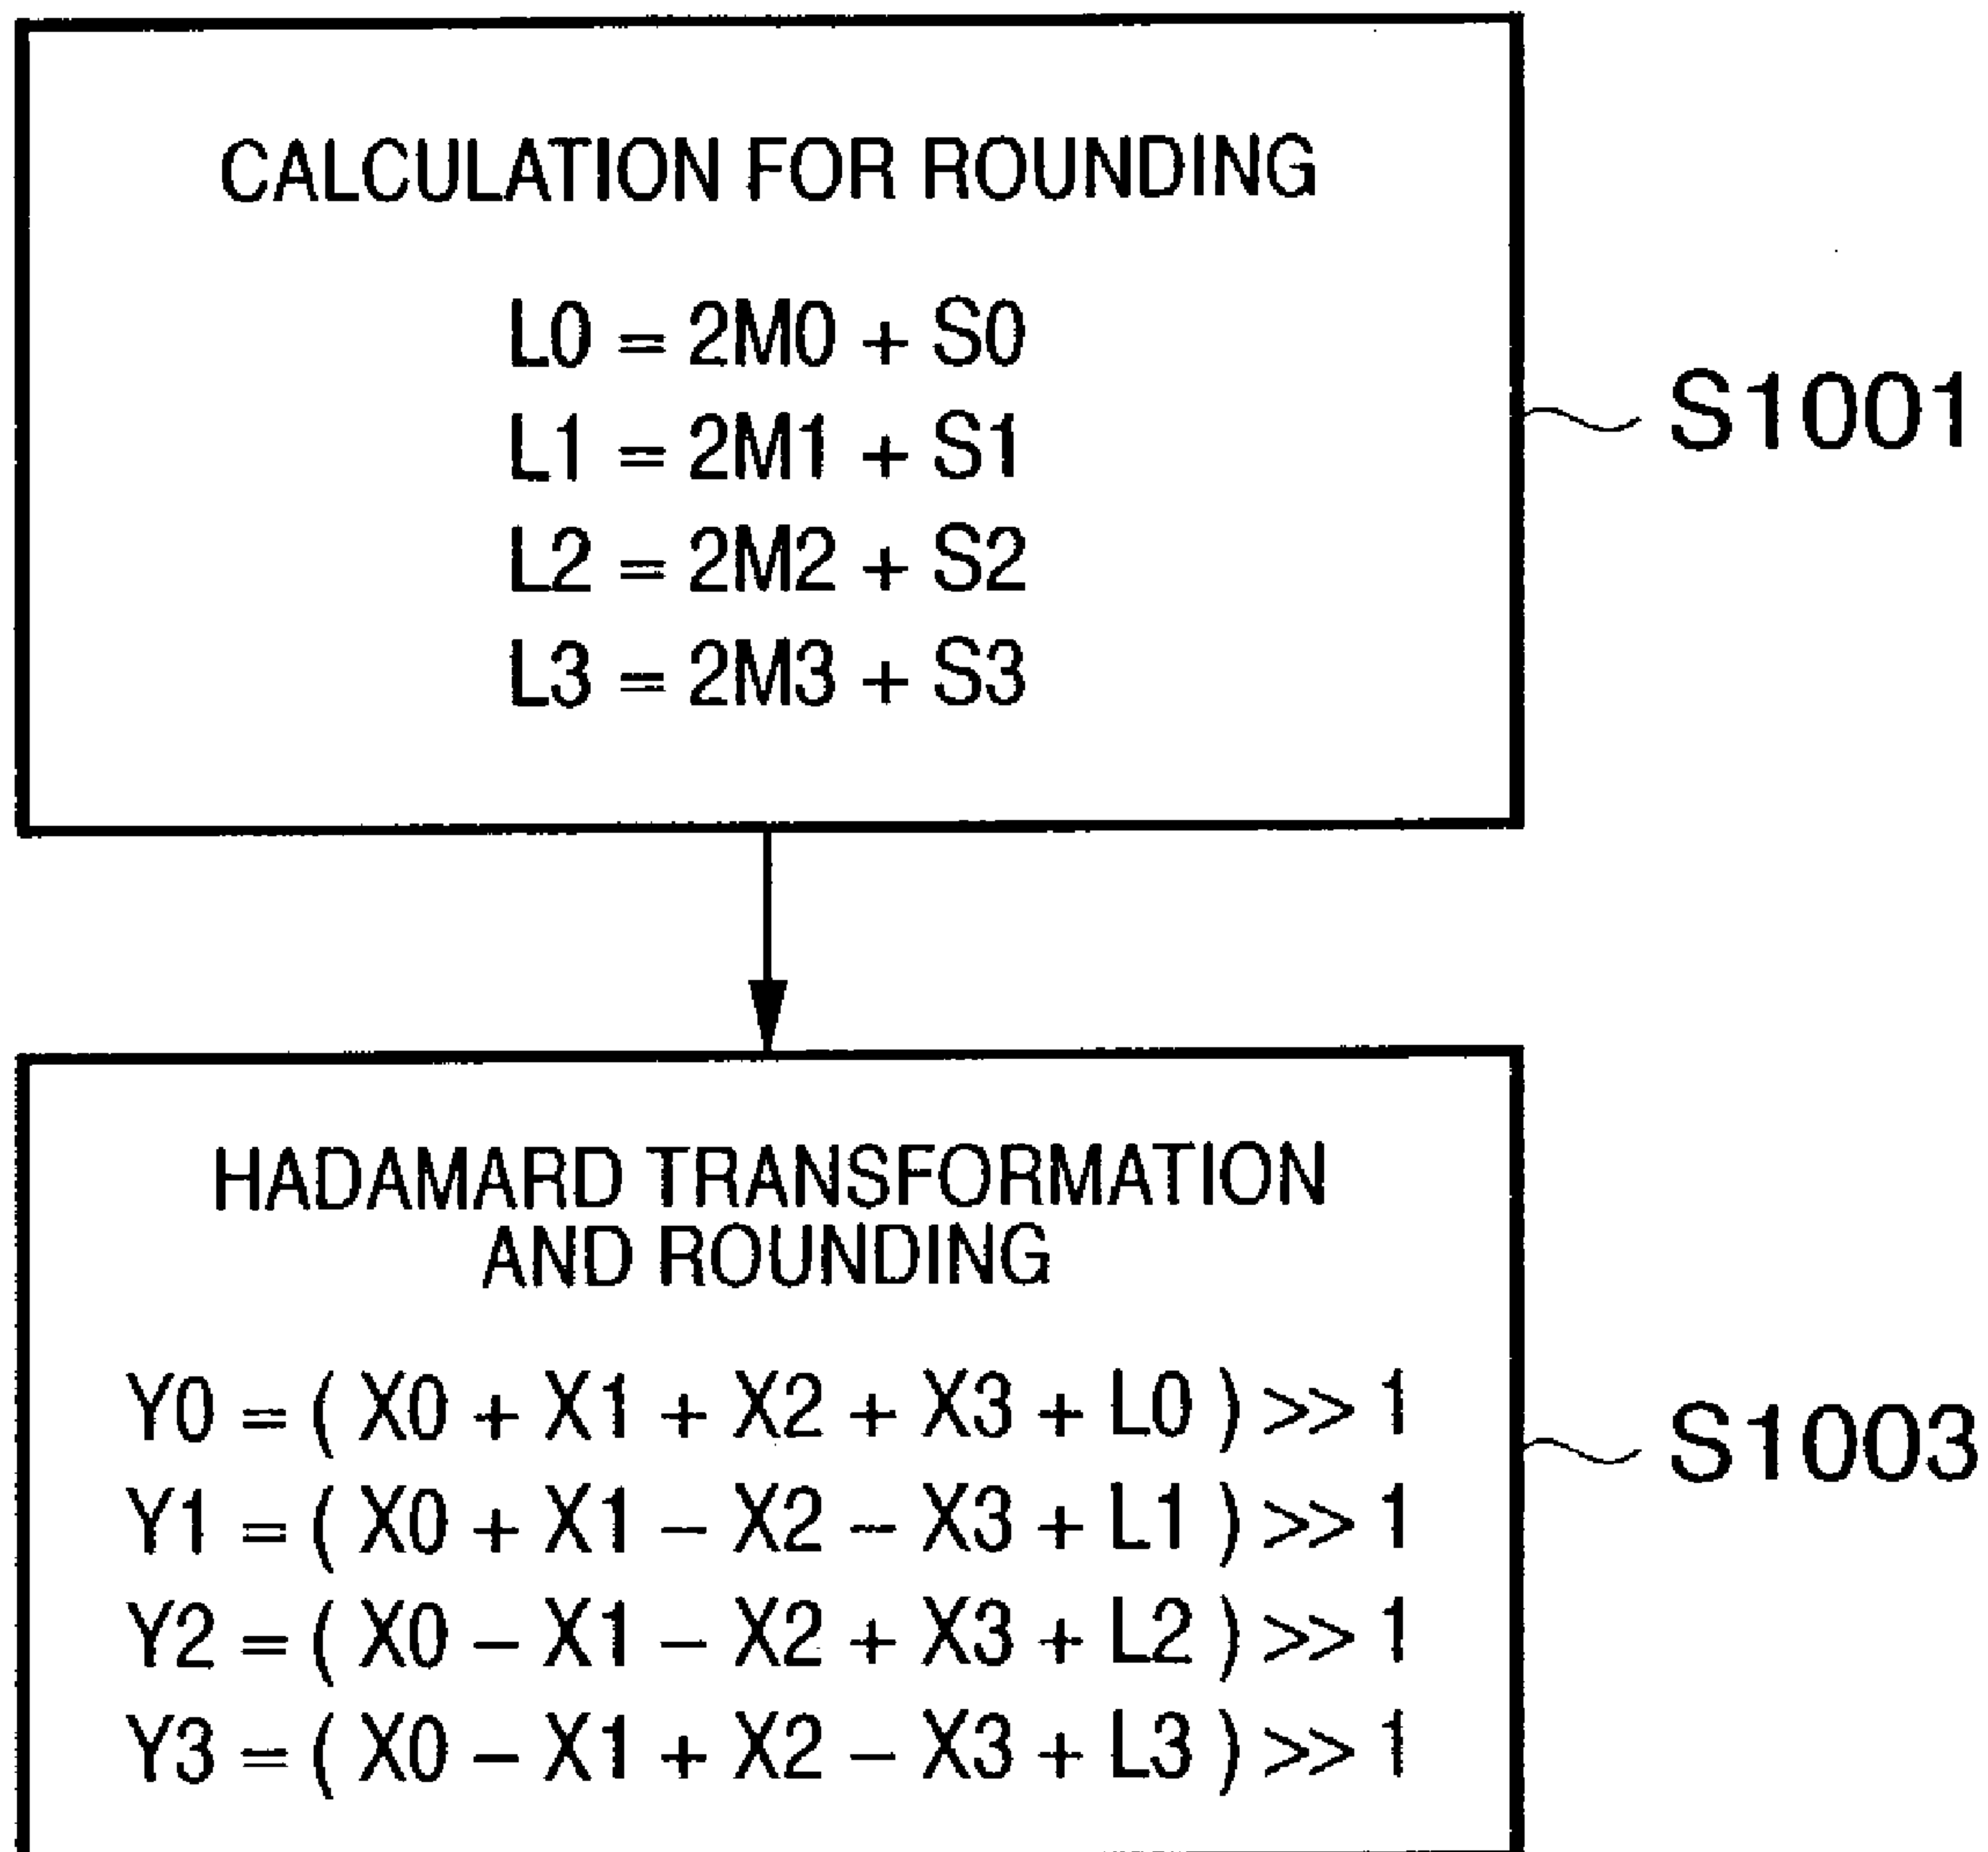 CALCULATION FOR ROUNDING
L0 = 2M0 + S0
L1 = 2M1 + S1
L2 = 2M2 + S2
L3 = 2M3 + S3
S1001
HADAMARD TRANSFORMATION
AND ROUNDING
Y0 = ( X0 + X1 + X2 + X3 + L0 ) >> 1
Y1 = ( X0 + X1 − X2 − X3 + L1 ) >> 1
Y2 = ( X0 − X1 − X2 + X3 + L2 ) >> 1
Y3 = ( X0 − X1 + X2 − X3 + L3 ) >> 1
S1003